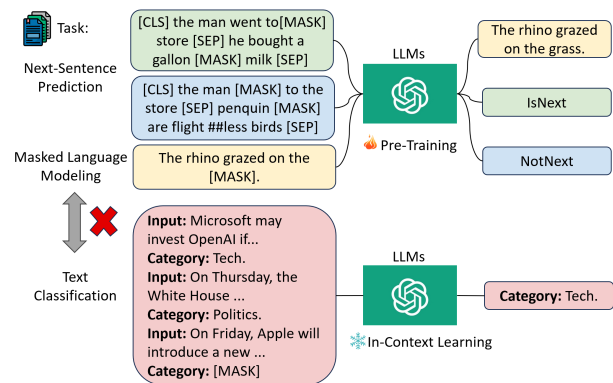 Task:
Next-Sentence
Prediction
[CLS] the man went to[MASK]
store [SEP] he bought a
gallon [MASK] milk [SEP]
[CLS] the man [MASK] to the
store [SEP] penquin [MASK]
are flight ##less birds [SEP]
Masked Language
Modeling
The rhino grazed on the
[MASK].
LLMs
Pre-Training
The rhino grazed
on the grass.
IsNext
NotNext
Text
Classification
Input: Microsoft may
invest OpenAI if...
Category: Tech.
Input: On Thursday, the
White House ...
Category: Politics.
Input: On Friday, Apple will
introduce a new ...
Category: [MASK]
LLMs
In-Context Learning
Category: Tech.